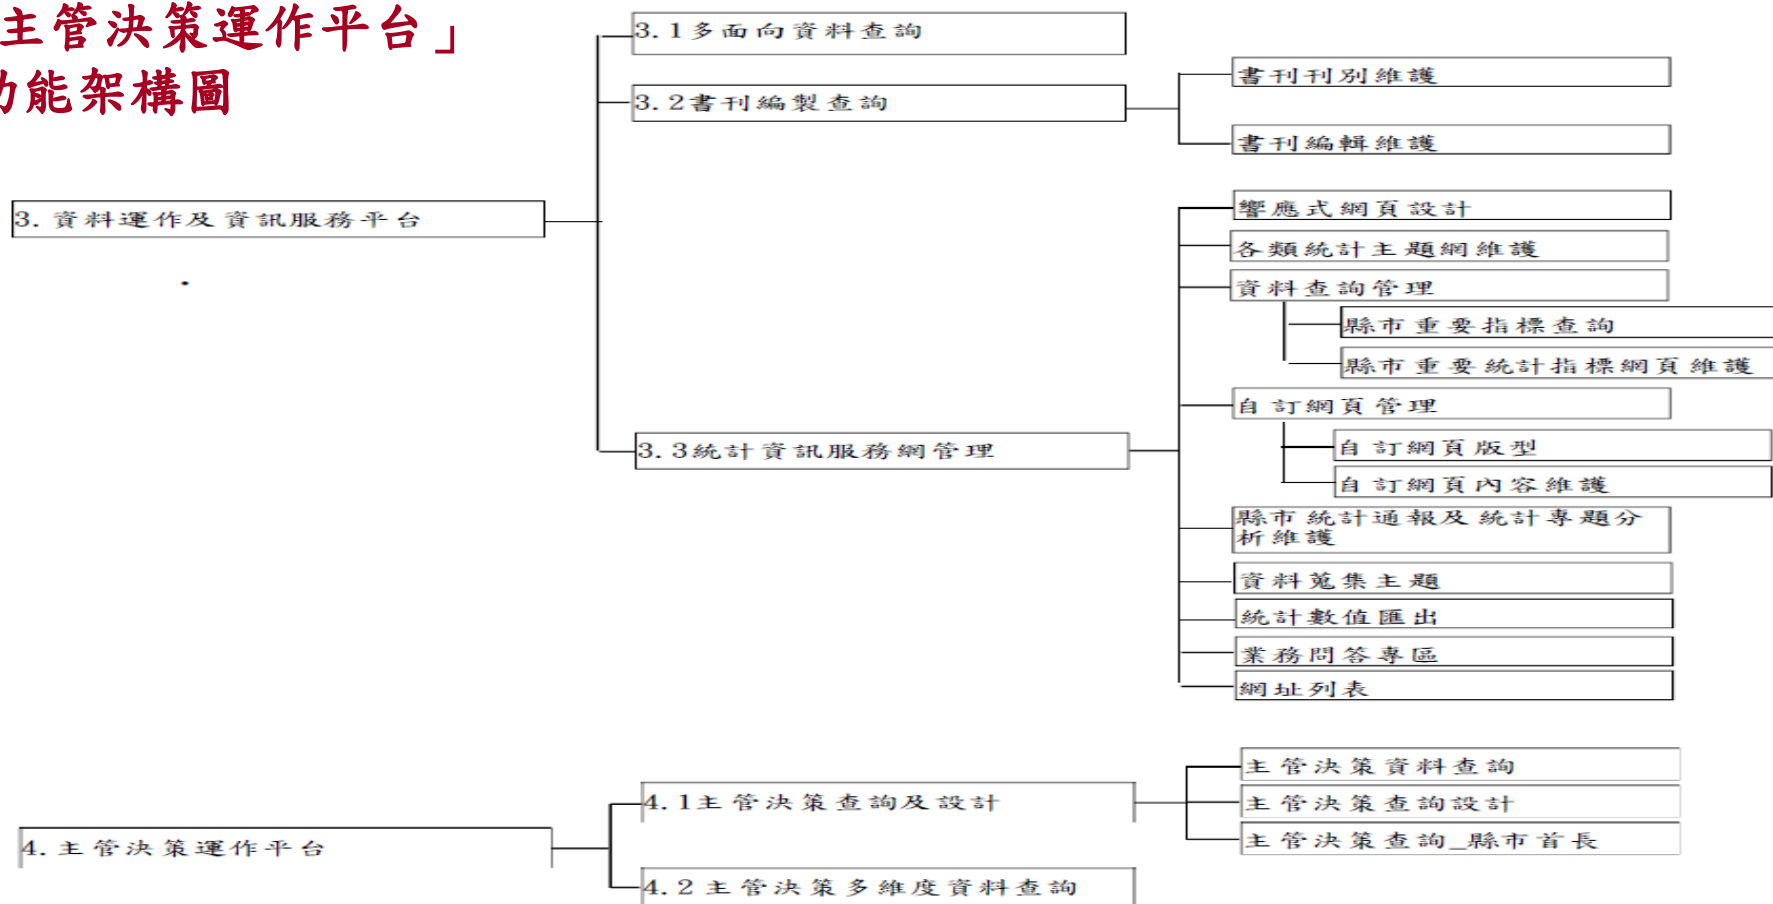 主管決策運作平台」
功能架構圖
3.1多面向資料查詢
3.2書刊編製查詢
書刊刊別維護
書刊編輯維護
3.資料運作及資訊服務平台
3.3統計資訊服務網管理
響應式網頁設計
各類統計主題網維護
資料查詢管理
縣市重要指標查詢
縣市重要統計指標網頁維護
自訂網頁管理
自訂網頁版型
自訂網頁內容維護
縣市統計通報及統計專題分
析維護
資料蒐集主題
統計數值匯出
業務問答專區
網址列表
4.主管決策運作平台
4.1主管決策查詢及設計
主管決策資料查詢
主管決策查詢設計
主管決策查詢_縣市首長
4.2主管決策多維度資料查詢